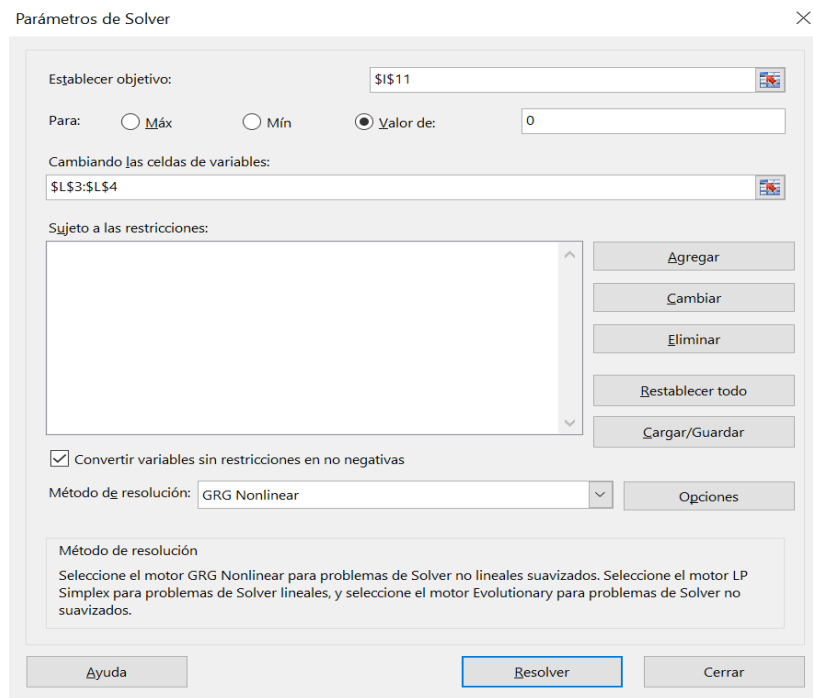 Parámetros de Solver
Establecer objetivo:
$I$11
Para:
Máx
Mín
Valor de:
0
Cambiando las celdas de variables:
$L$3:$L$4
Sujeto a las restricciones:
Agregar
Cambiar
Eliminar
Restablecer todo
Cargar/Guardar
Convertir variables sin restricciones en no negativas
Método de resolución:
GRG Nonlinear
Opciones
Método de resolución
Seleccione el motor GRG Nonlinear para problemas de Solver no lineales suavizados. Seleccione el motor LP
Simplex para problemas de Solver lineales, y seleccione el motor Evolutionary para problemas de Solver no
suavizados.
Ayuda
Resolver
Cerrar